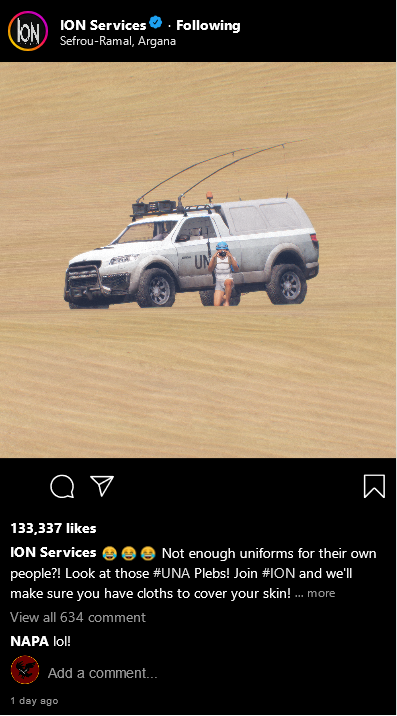 ION
ION Services · Following
Sefrou-Ramal, Argana
UN
133,337 likes
ION Services 😂 😂 😂 Not enough uniforms for their own
people?! Look at those #UNA Plebs! Join #ION and we'll
make sure you have cloths to cover your skin! ... more
View all 634 comment
NAPA lol!
Add a comment...
1 day ago